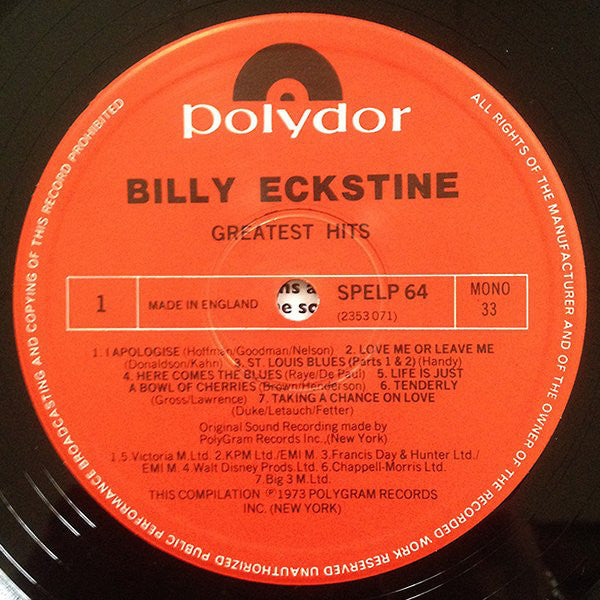 polydor
BILLY ECKSTINE
GREATEST HITS
1
MADE IN ENGLAND
SPELP 64
(2353 071)
MONO
33
1. I APOLOGISE (Hoffman/Goodman/Nelson) 2. LOVE ME OR LEAVE ME
(Donaldson/Kahn) 3. ST. LOUIS BLUES (Parts 1 & 2) (Handy)
4. HERE COMES THE BLUES (Raye/De Paul) 5. LIFE IS JUST
A BOWL OF CHERRIES (Brown/Henderson) 6. TENDERLY
(Gross/Lawrence) 7. TAKING A CHANCE ON LOVE
(Duke/Letauch/Fetter)
Original Sound Recording made by
PolyGram Records Inc., (New York)
1.5. Victoria M. Ltd. 2. KPM Ltd./EMI M. 3. Francis Day & Hunter Ltd./
EMI M. 4. Walt Disney Prods. Ltd. 6. Chappell-Morris Ltd.
7. Big 3 M. Ltd.
THIS COMPILATION ℗ 1973 POLYGRAM RECORDS
INC. (NEW YORK)
ALL RIGHTS OF THE MANUFACTURER AND OF THE OWNER OF THE RECORDED WORK RESERVED UNAUTHORIZED PUBLIC PERFORMANCE BROADCASTING AND COPYING OF THIS RECORD PROHIBITED